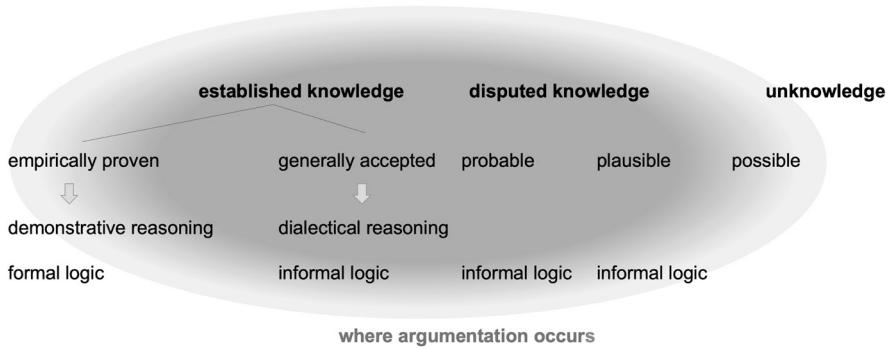 established knowledge disputed knowledge unknowledge
empirically proven generally accepted probable plausible possible
demonstrative reasoning dialectical reasoning
formal logic informal logic informal logic informal logic
where argumentation occurs